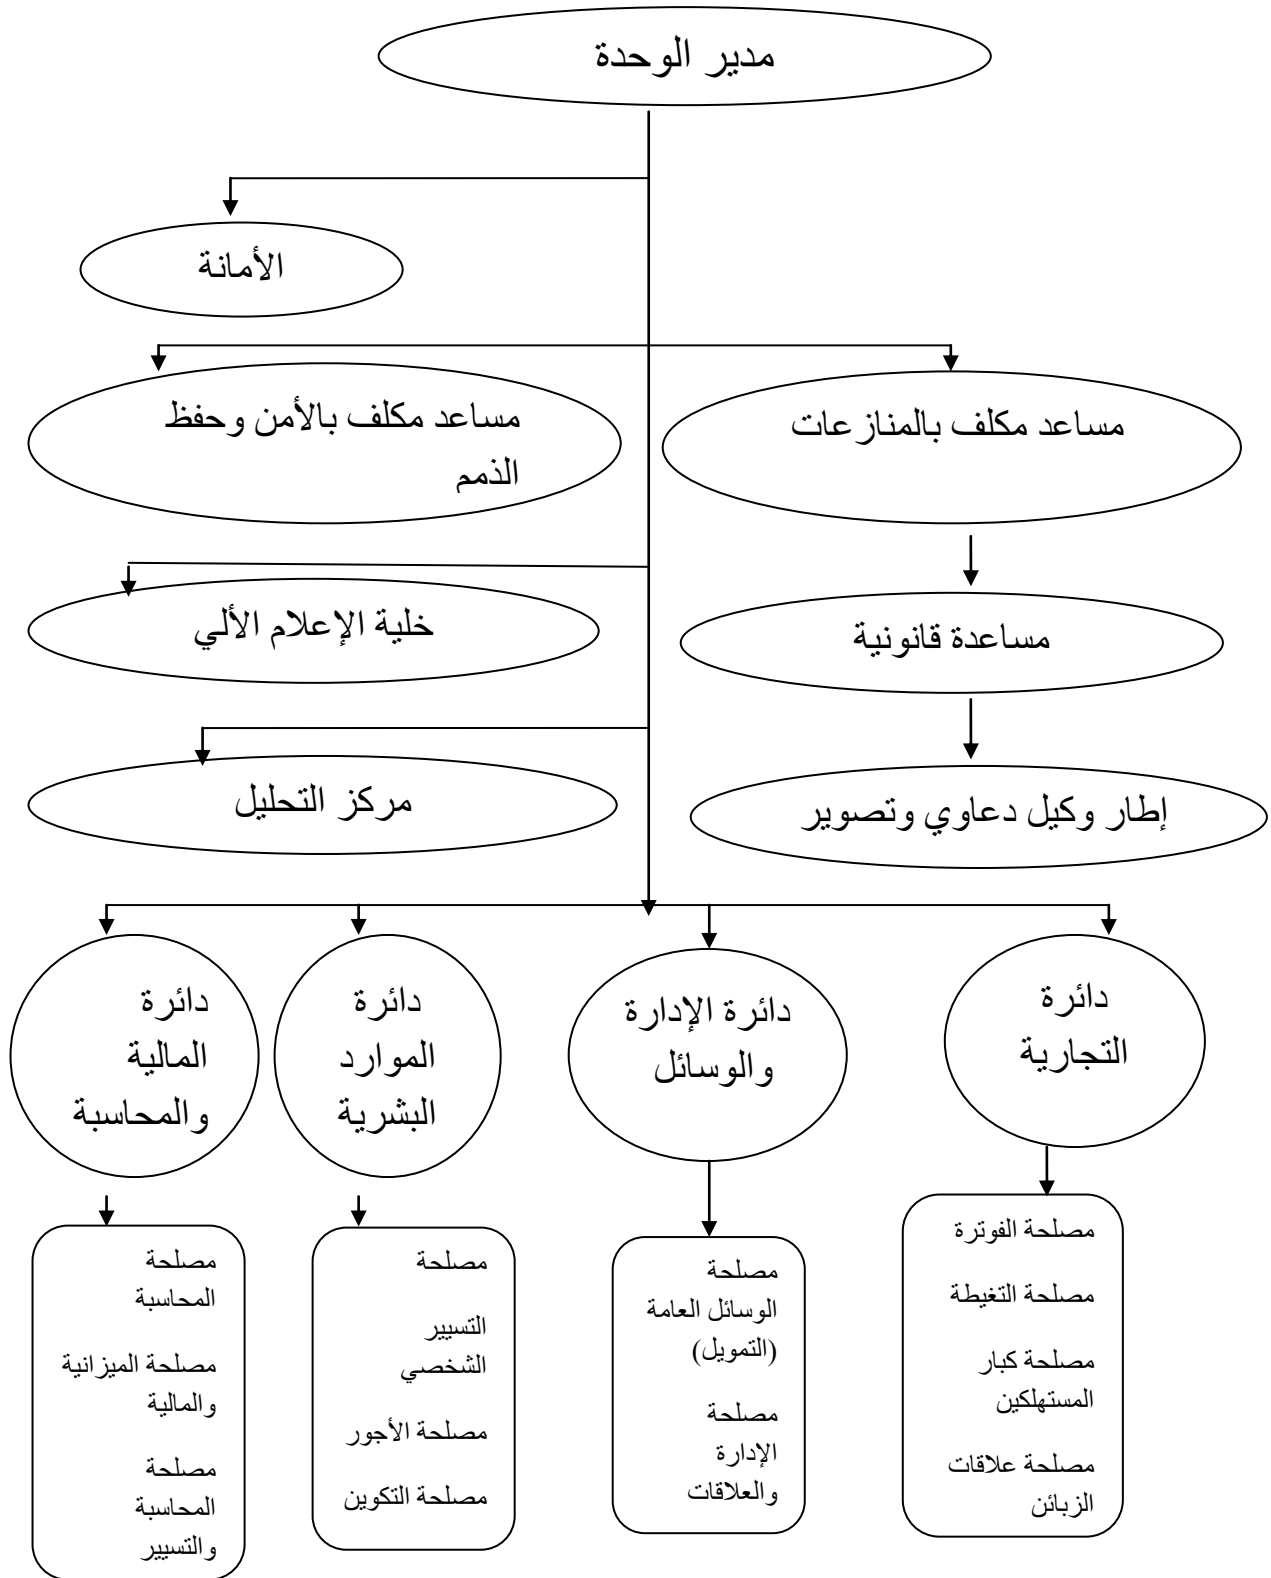 مدير الوحدة
الأمانة
مساعد مكلف بالمنازعات
مساعد مكلف بالأمن وحفظ
الذمم
مساعدة قانونية
خلية الإعلام الألي
إطار وكيل دعاوي وتصوير
مركز التحليل
دائرة
التجارية
دائرة الإدارة
والوسائل
دائرة
الموارد
البشرية
دائرة
المالية
والمحاسبة
مصلحة الفوترة
مصلحة التغيطة
مصلحة كبار
المستهلكين
مصلحة علاقات
الزبائن
مصلحة
الوسائل العامة
(التمويل)
مصلحة
الإدارة
والعلاقات
مصلحة
التسيير
الشخصي
مصلحة الأجور
مصلحة التكوين
مصلحة
المحاسبة
مصلحة الميزانية
والمالية
مصلحة
المحاسبة
والتسيير